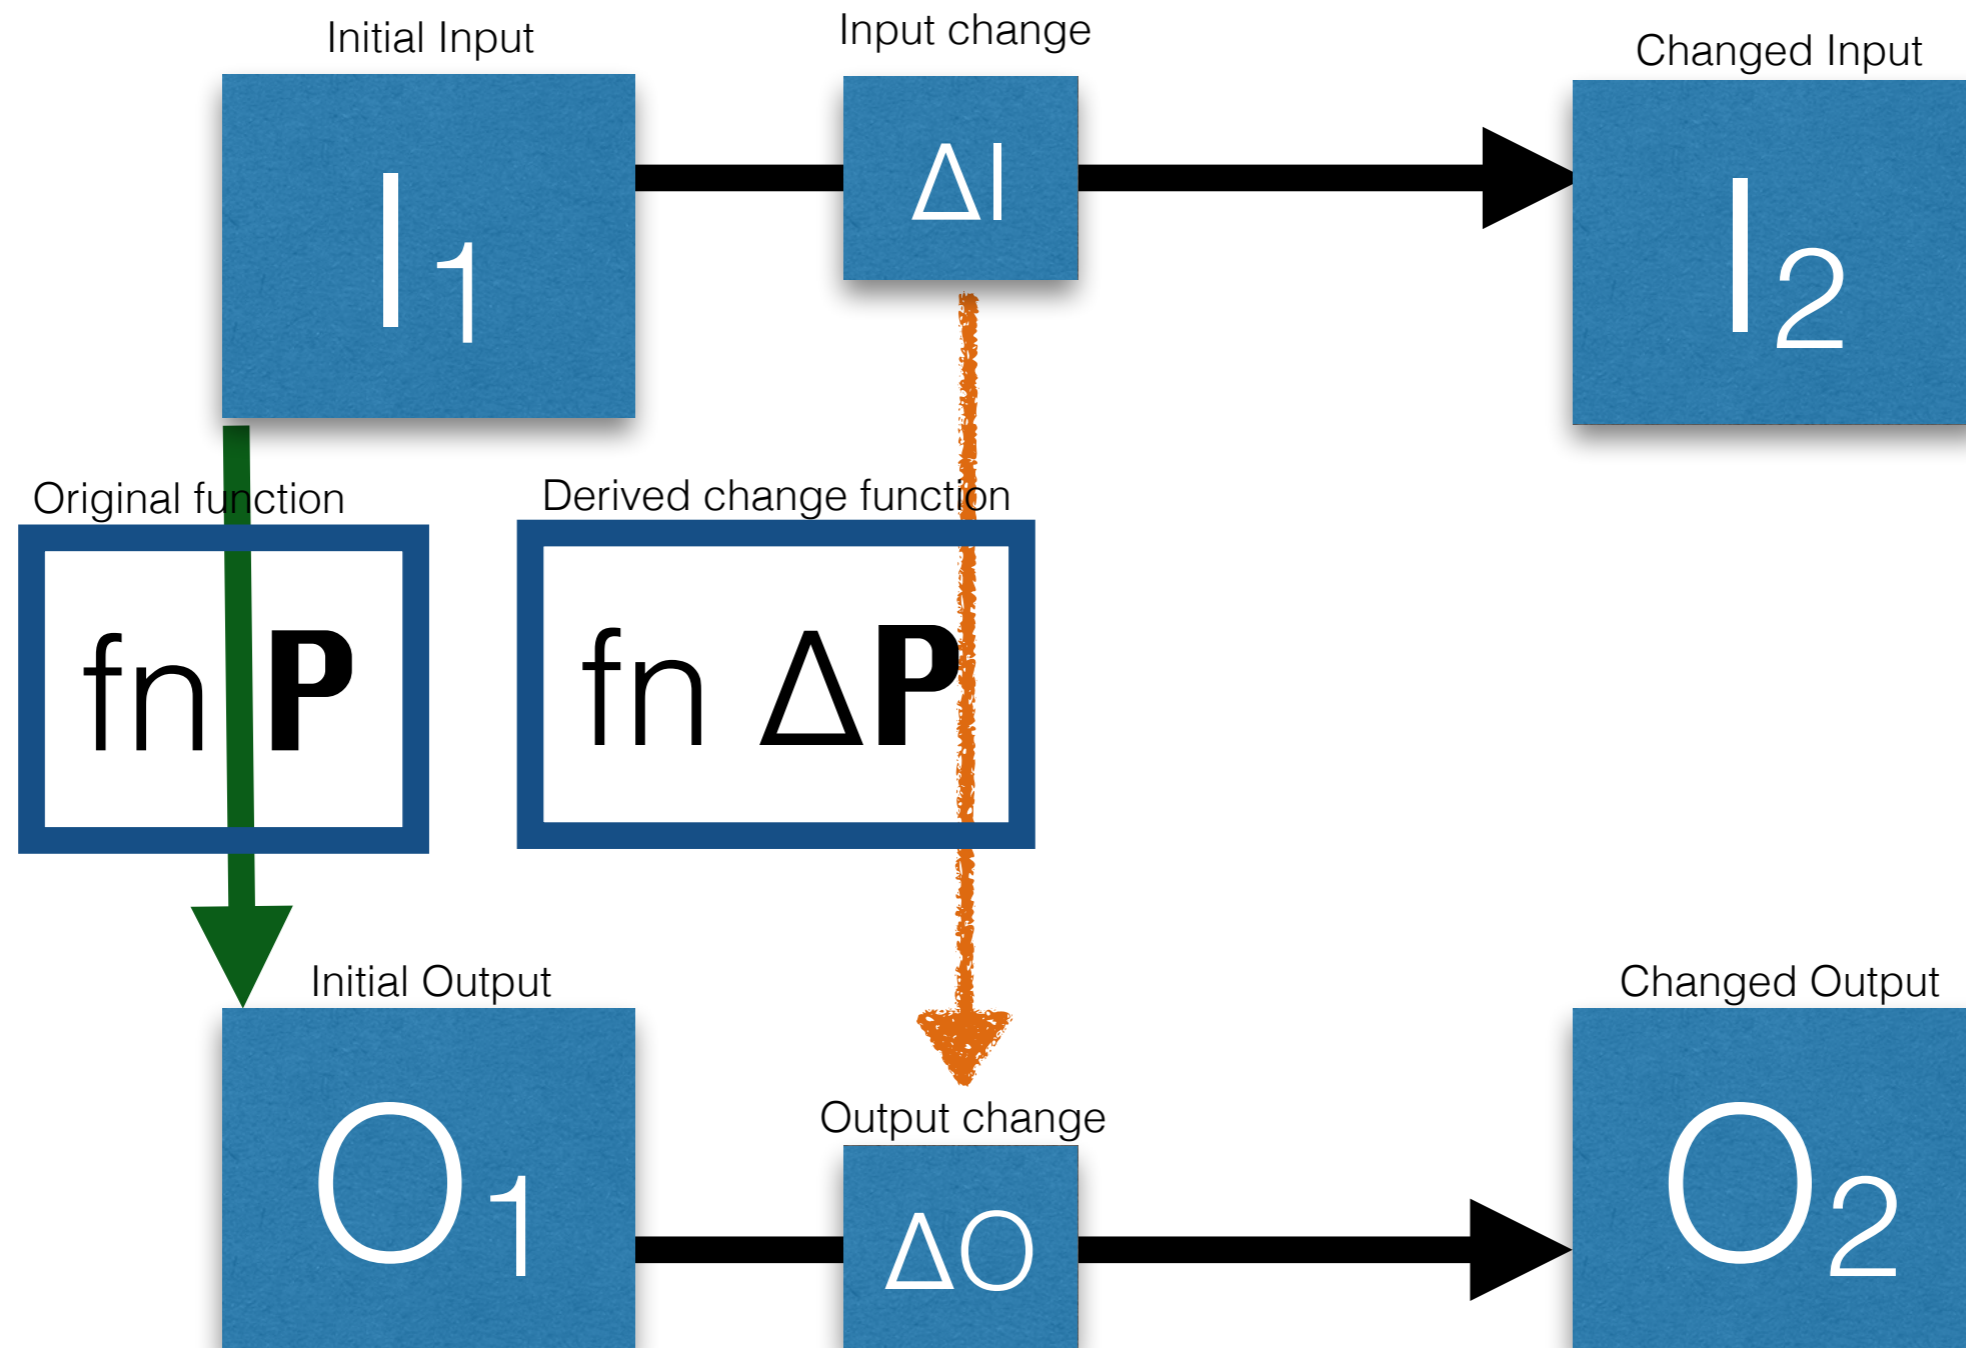 Initial Input
Input change
Changed Input
I1
ΔI
I2
Original function
Derived change function
fn P
fn ΔP
Initial Output
Changed Output
Output change
O1
ΔO
O2